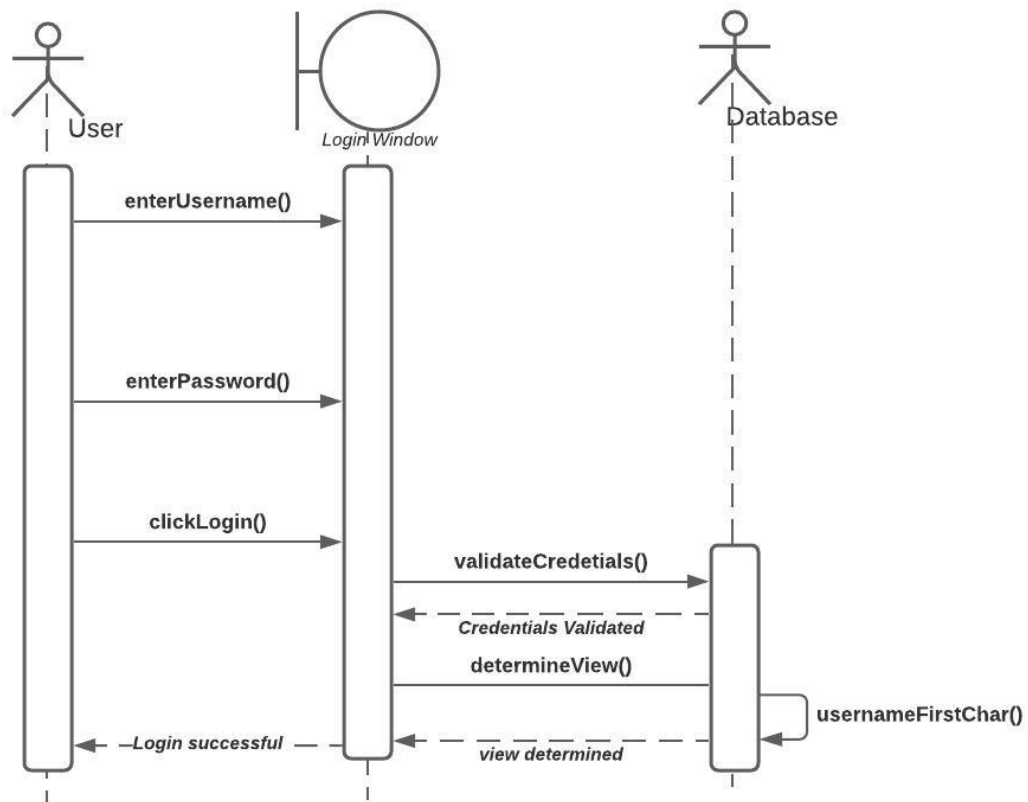 User
Login Window
Database
enterUsername()
enterPassword()
clickLogin()
validateCredetials()
Credentials Validated
determineView()
usernameFirstChar()
Login successful
view determined